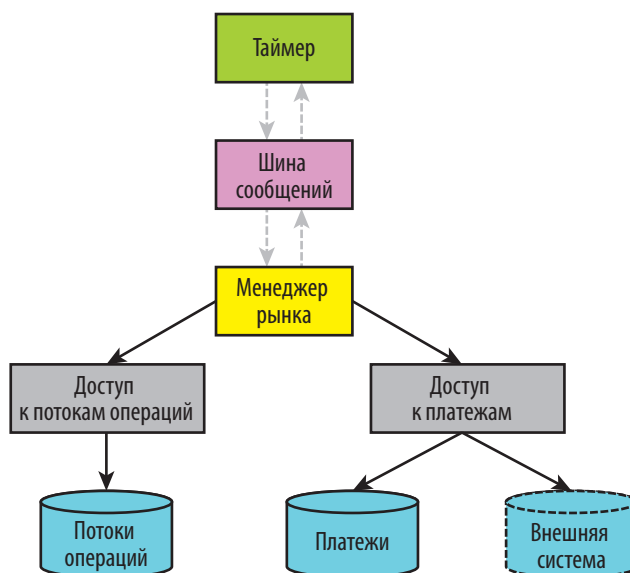 Таймер
Шина
сообщений
Менеджер
рынка
Доступ
к потокам операций
Доступ
к платежам
Потоки
операций
Платежи
Внешняя
система